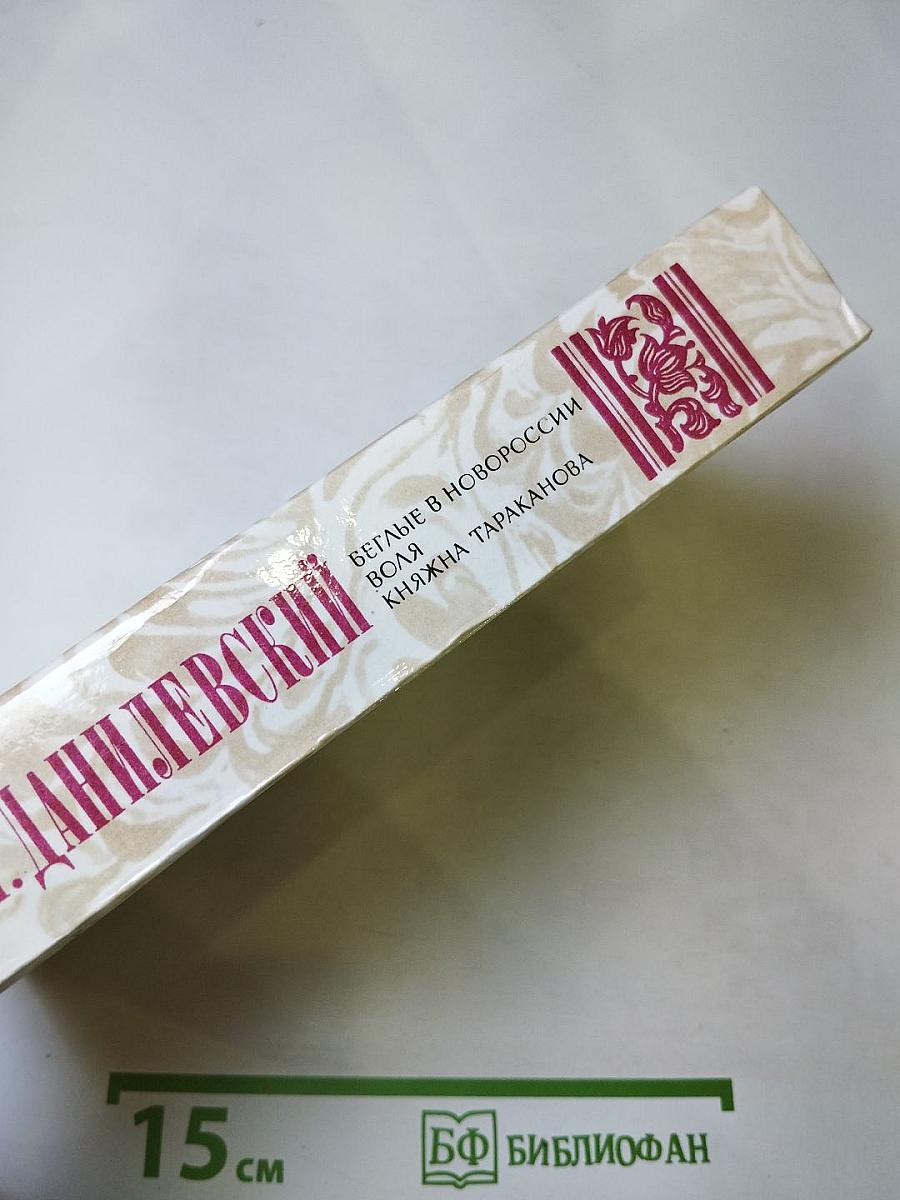 . ДАНИЛЕВСКИЙ
БЕГЛЫЕ В НОВОРОССИИ
ВОЛЯ
КНЯЖНА ТАРАКАНОВА
15 см
БФ БИБЛИОФАН